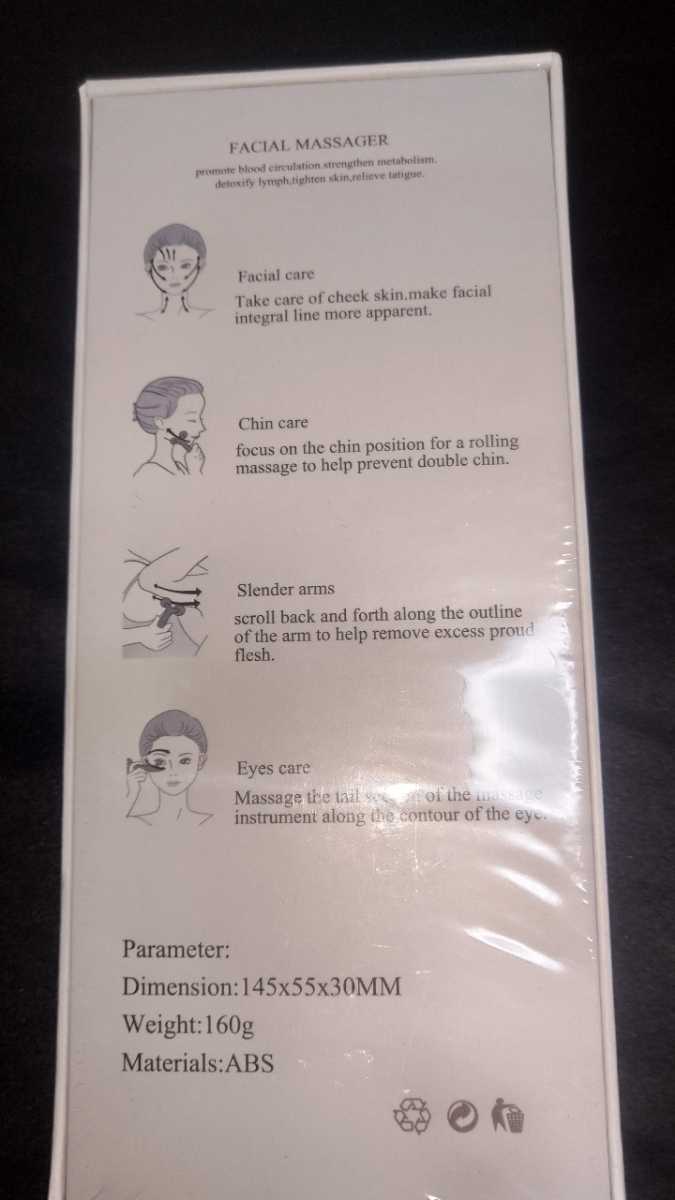 FACIAL MASSAGER
promote blood circulation.strengthen metabolism.
detoxify lymph,tighten skin,relieve fatigue.
Facial care
Take care of cheek skin.make facial
integral line more apparent.
Chin care
focus on the chin position for a rolling
massage to help prevent double chin.
Slender arms
scroll back and forth along the outline
of the arm to help remove excess proud
flesh.
Eyes care
Massage the tail of the massage
instrument along the contour of the eye.
Parameter:
Dimension:145x55x30MM
Weight:160g
Materials:ABS